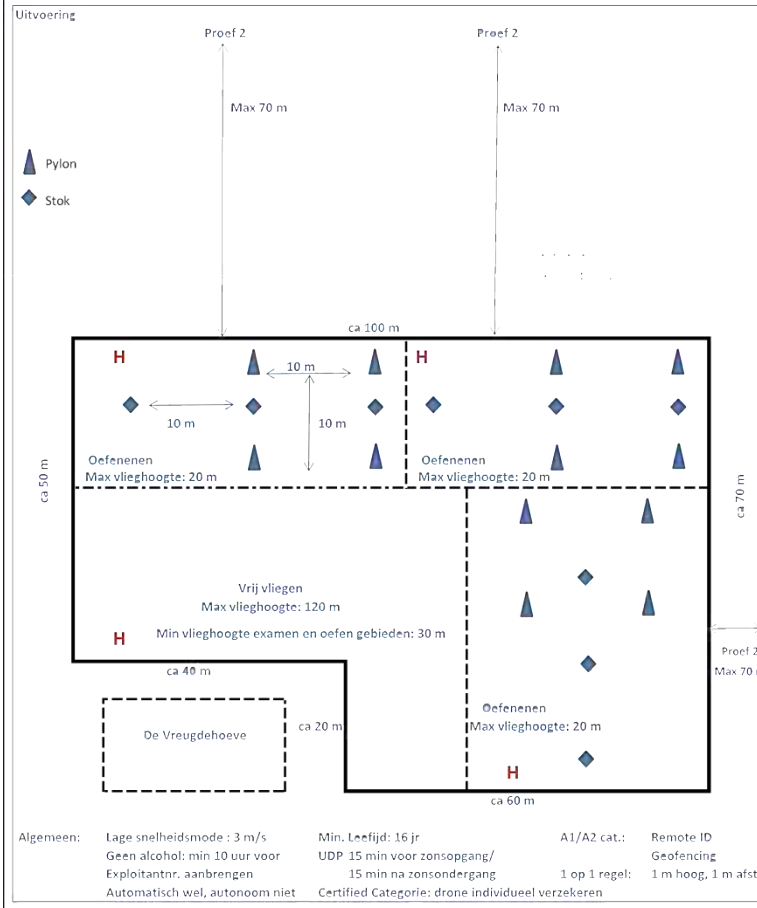 Uitvoering
Proef 2
Proef 2
Max 70 m
Max 70 m
Pylon
Stok
ca 100 m
H
H
10 m
10 m
10 m
Oefenenen
Max vlieghoogte: 20 m
Oefenenen
Max vlieghoogte: 20 m
ca 50 m
ca 70 m
Vrij vliegen
Max vlieghoogte: 120 m
Min vlieghoogte examen en oefen gebieden: 30 m
H
Proef 2
Max 70 m
ca 40 m
De Vreugdehoeve
ca 20 m
Oefenenen
Max vlieghoogte: 20 m
H
ca 60 m
Algemeen: Lage snelheidsmode : 3 m/s Min. Leefijd: 16 jr A1/A2 cat.: Remote ID
Geen alcohol: min 10 uur voor UDP 15 min voor zonsopgang/ Geofencing
Exploitantnr. aanbrengen 15 min na zonsondergang 1 op 1 regel: 1 m hoog, 1 m afst
Automatisch wel, autonoom niet Certified Categorie: drone individueel verzekeren